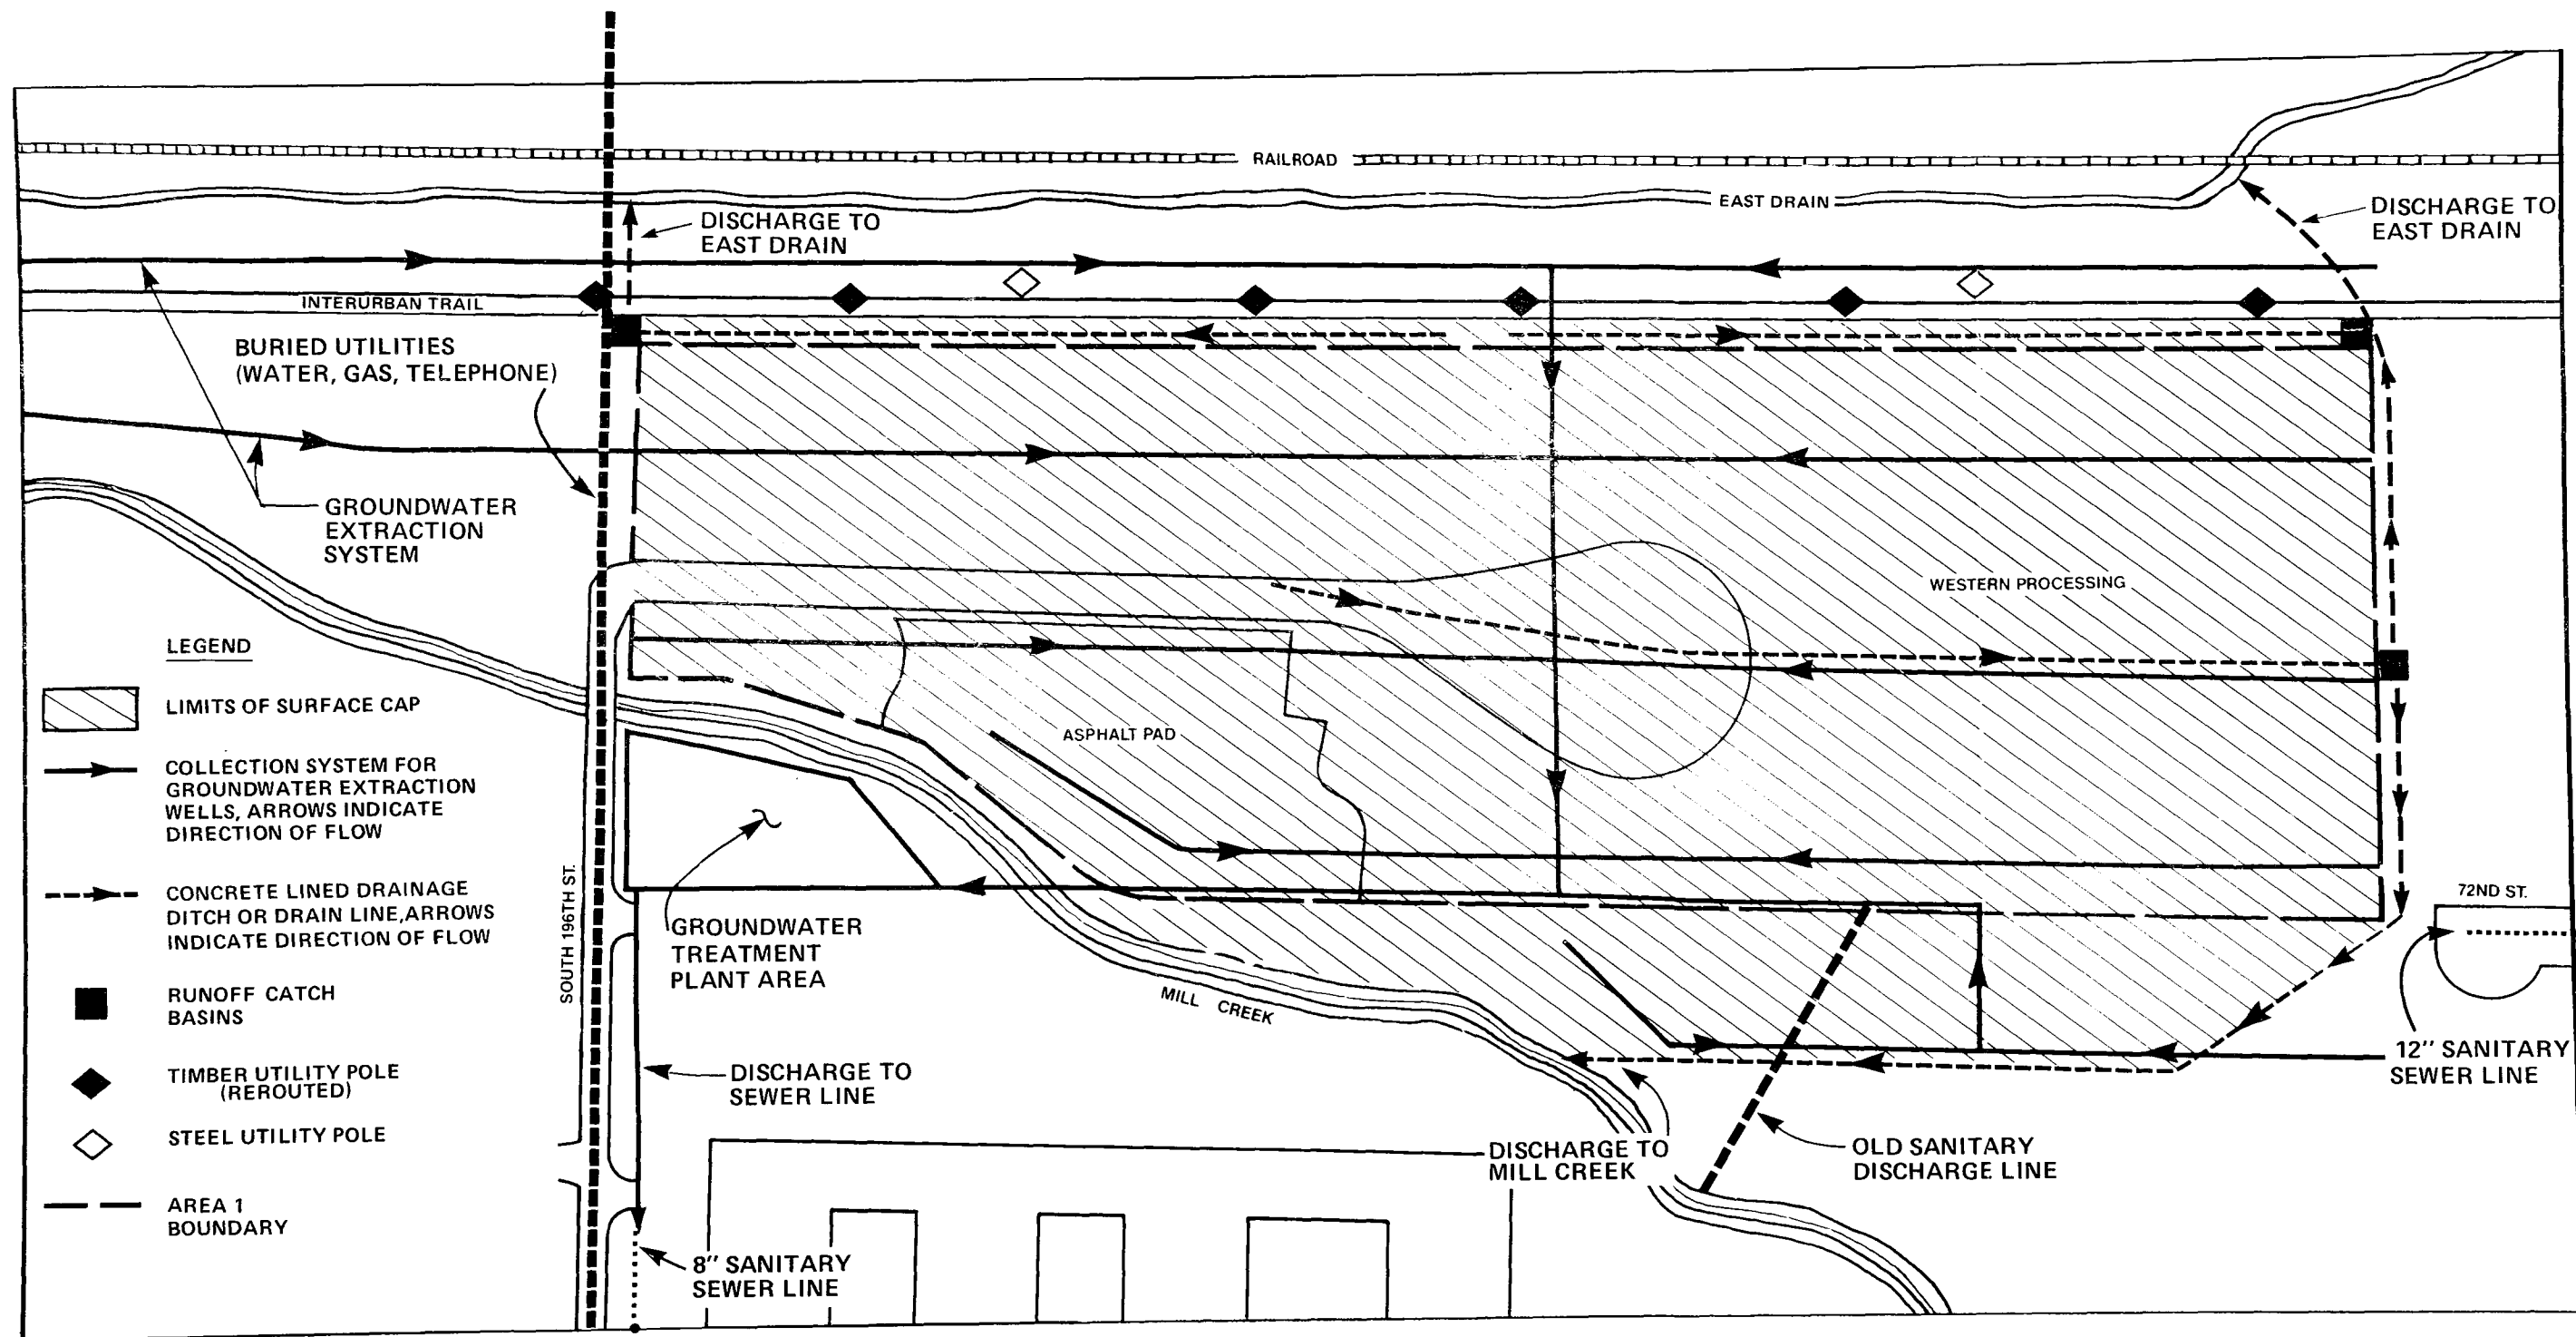 RAILROAD
EAST DRAIN
DISCHARGE TO
EAST DRAIN
DISCHARGE TO
EAST DRAIN
INTERURBAN TRAIL
BURIED UTILITIES
(WATER, GAS, TELEPHONE)
GROUNDWATER
EXTRACTION
SYSTEM
WESTERN PROCESSING
ASPHALT PAD
LEGEND
LIMITS OF SURFACE CAP
COLLECTION SYSTEM FOR
GROUNDWATER EXTRACTION
WELLS, ARROWS INDICATE
DIRECTION OF FLOW
CONCRETE LINED DRAINAGE
DITCH OR DRAIN LINE, ARROWS
INDICATE DIRECTION OF FLOW
RUNOFF CATCH
BASINS
TIMBER UTILITY POLE
(REROUTED)
STEEL UTILITY POLE
AREA 1
BOUNDARY
SOUTH 196TH ST.
GROUNDWATER
TREATMENT
PLANT AREA
MILL CREEK
72ND ST.
12" SANITARY
SEWER LINE
DISCHARGE TO
SEWER LINE
DISCHARGE TO
MILL CREEK
OLD SANITARY
DISCHARGE LINE
8" SANITARY
SEWER LINE